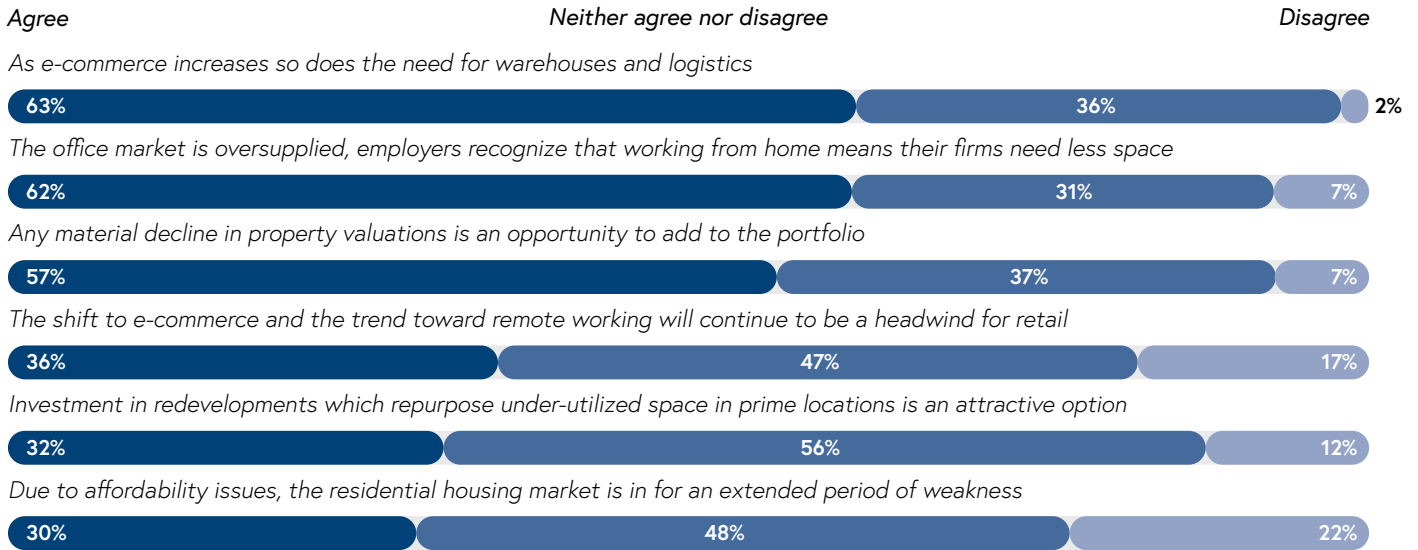 Agree Neither agree nor disagree Disagree
As e-commerce increases so does the need for warehouses and logistics
63% 36% 2%
The office market is oversupplied, employers recognize that working from home means their firms need less space
62% 31% 7%
Any material decline in property valuations is an opportunity to add to the portfolio
57% 37% 7%
The shift to e-commerce and the trend toward remote working will continue to be a headwind for retail
36% 47% 17%
Investment in redevelopments which repurpose under-utilized space in prime locations is an attractive option
32% 56% 12%
Due to affordability issues, the residential housing market is in for an extended period of weakness
30% 48% 22%